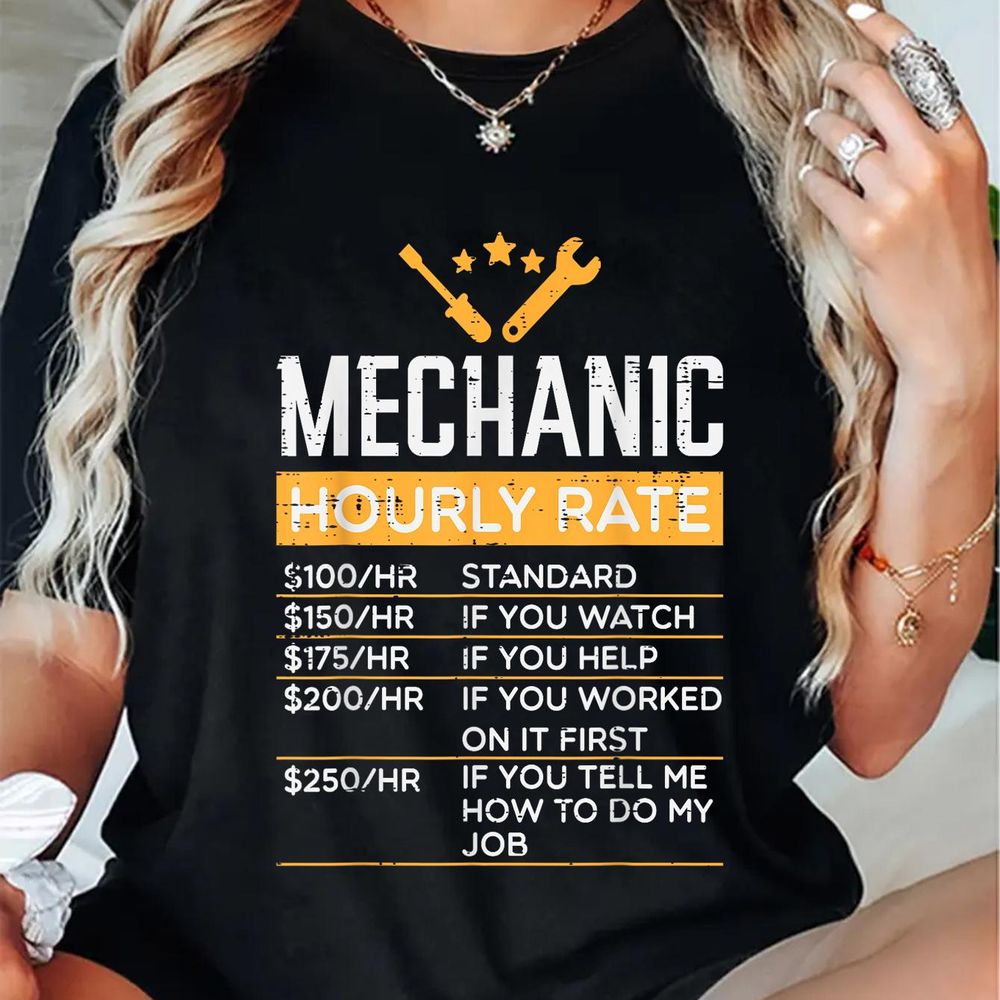 MECHANIC
HOURLY RATE
$100/HR STANDARD
$150/HR IF YOU WATCH
$175/HR IF YOU HELP
$200/HR IF YOU WORKED
ON IT FIRST
$250/HR IF YOU TELL ME
HOW TO DO MY
JOB